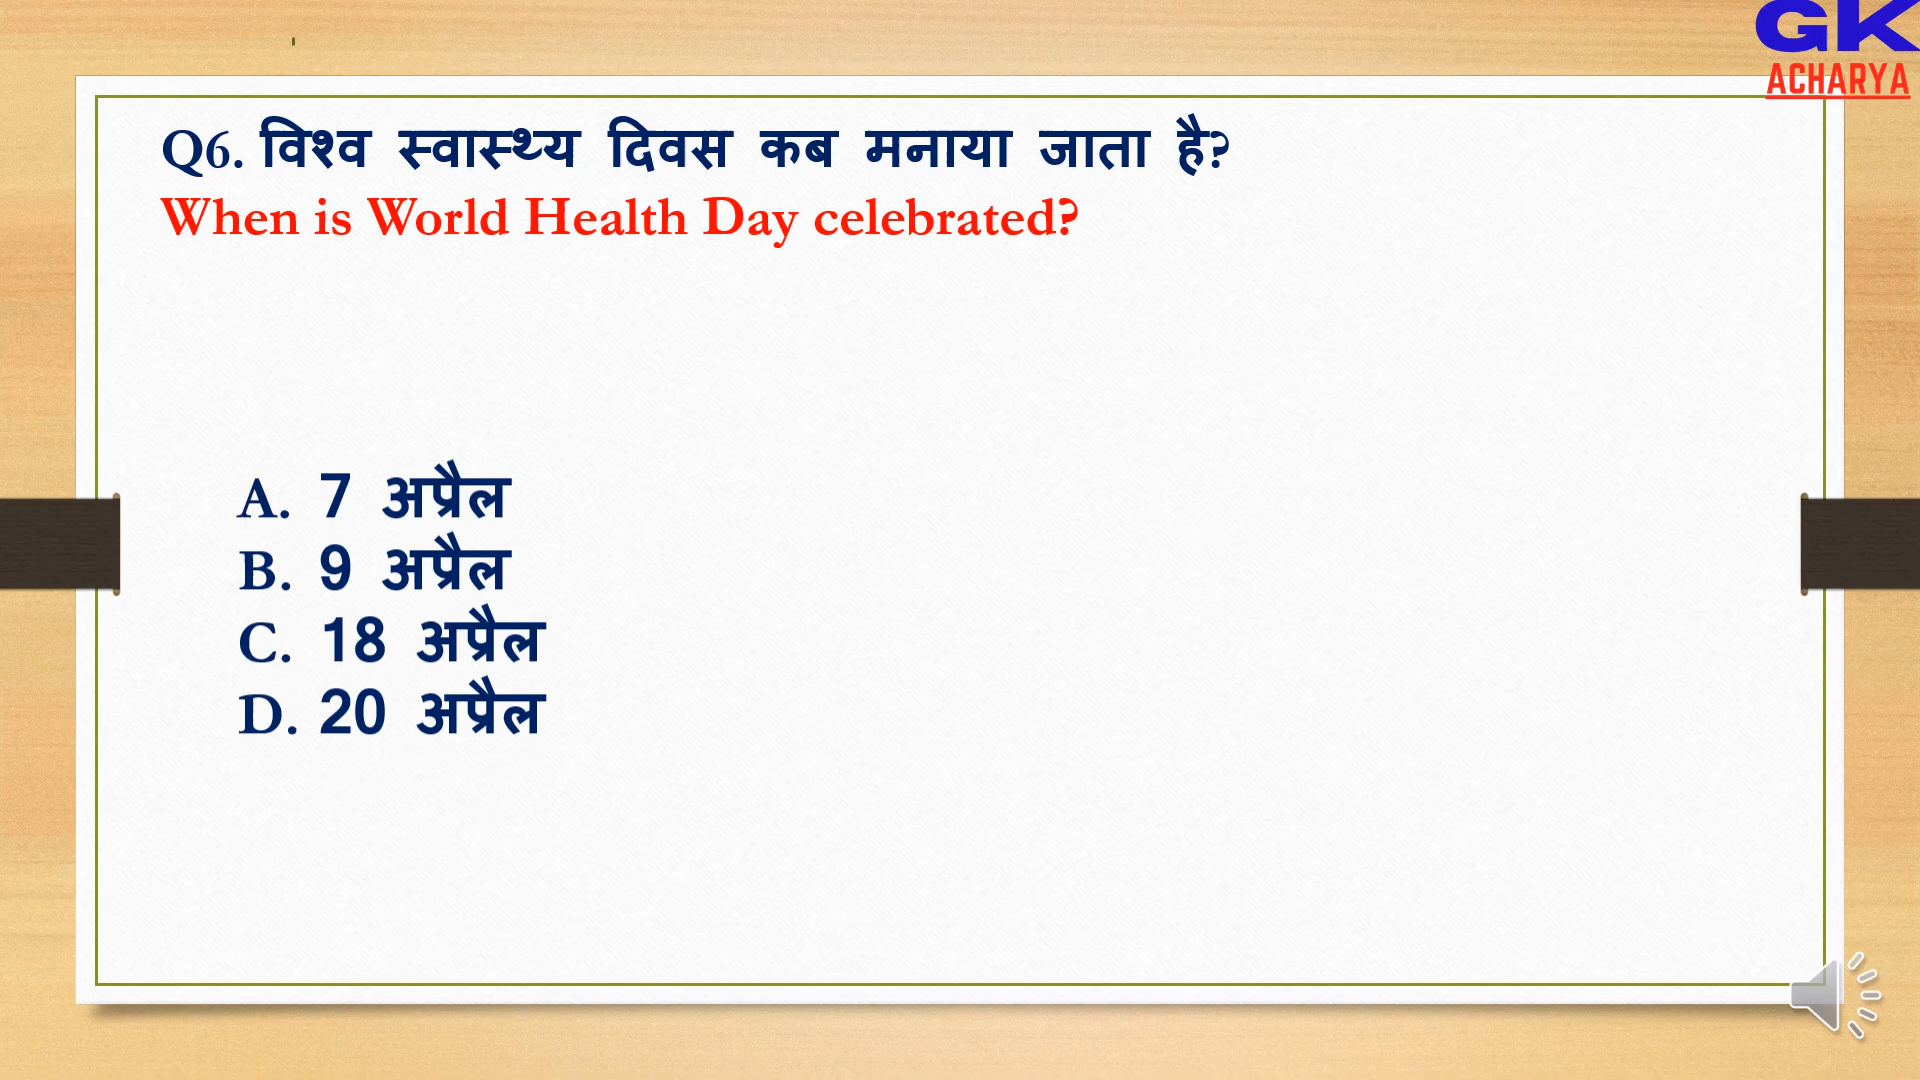 GK
ACHARYA
Q6. विश्व स्वास्थ्य दिवस कब मनाया जाता है?
When is World Health Day celebrated?
A. 7 अप्रैल
B. 9 अप्रैल
C. 18 अप्रैल
D. 20 अप्रैल